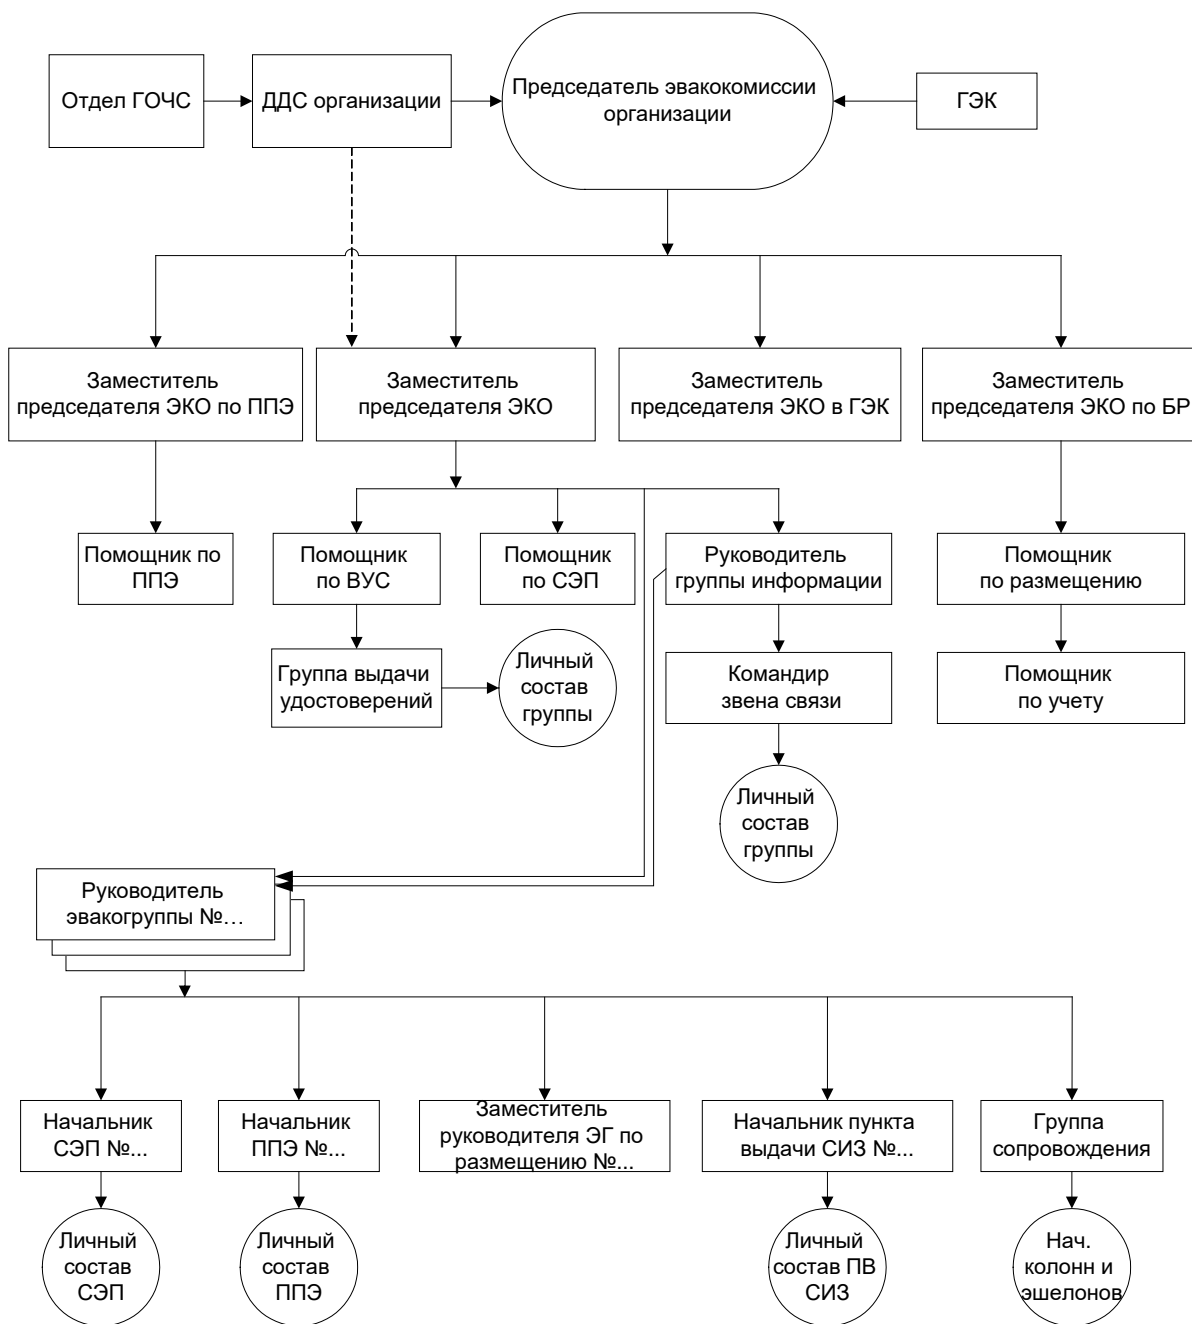 Отдел ГОЧС
ДДС организации
Председатель эвакокомиссии
организации
ГЭК
Заместитель
председателя ЭКО по ППЭ
Заместитель
председателя ЭКО
Заместитель
председателя ЭКО в ГЭК
Заместитель
председателя ЭКО по БР
Помощник по
ППЭ
Помощник
по ВУС
Помощник
по СЭП
Руководитель
группы информации
Помощник
по размещению
Группа выдачи
удостоверений
Личный
состав
группы
Командир
звена связи
Помощник
по учету
Личный
состав
группы
Руководитель
эвакогруппы №...
Начальник
СЭП №...
Начальник
ППЭ №...
Заместитель
руководителя ЭГ по
размещению №...
Начальник пункта
выдачи СИЗ №...
Группа
сопровождения
Личный
состав
СЭП
Личный
состав
ППЭ
Личный
состав ПВ
СИЗ
Нач.
колонн и
эшелонов